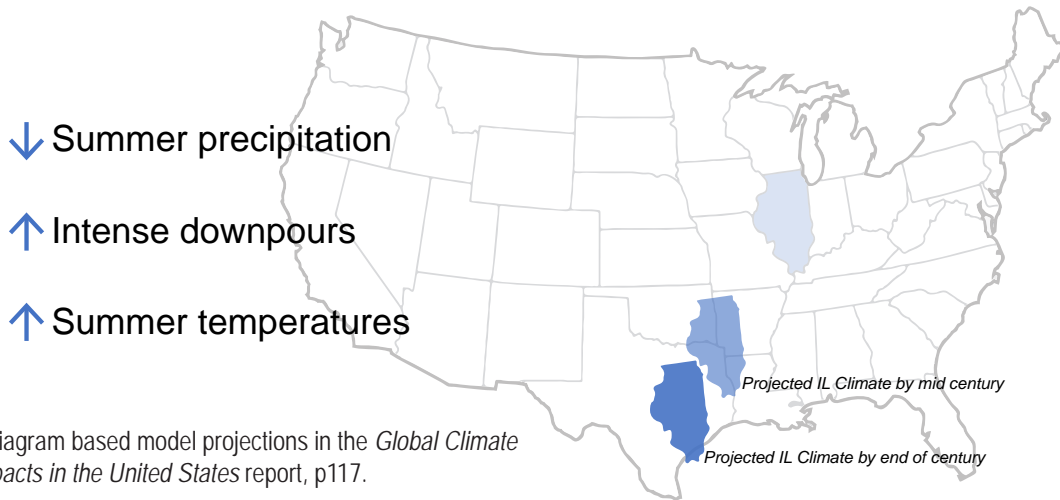 ↓ Summer precipitation
↑ Intense downpours
↑ Summer temperatures
Projected IL Climate by mid century
Projected IL Climate by end of century
iagram based model projections in the Global Climate
pacts in the United States report, p117.